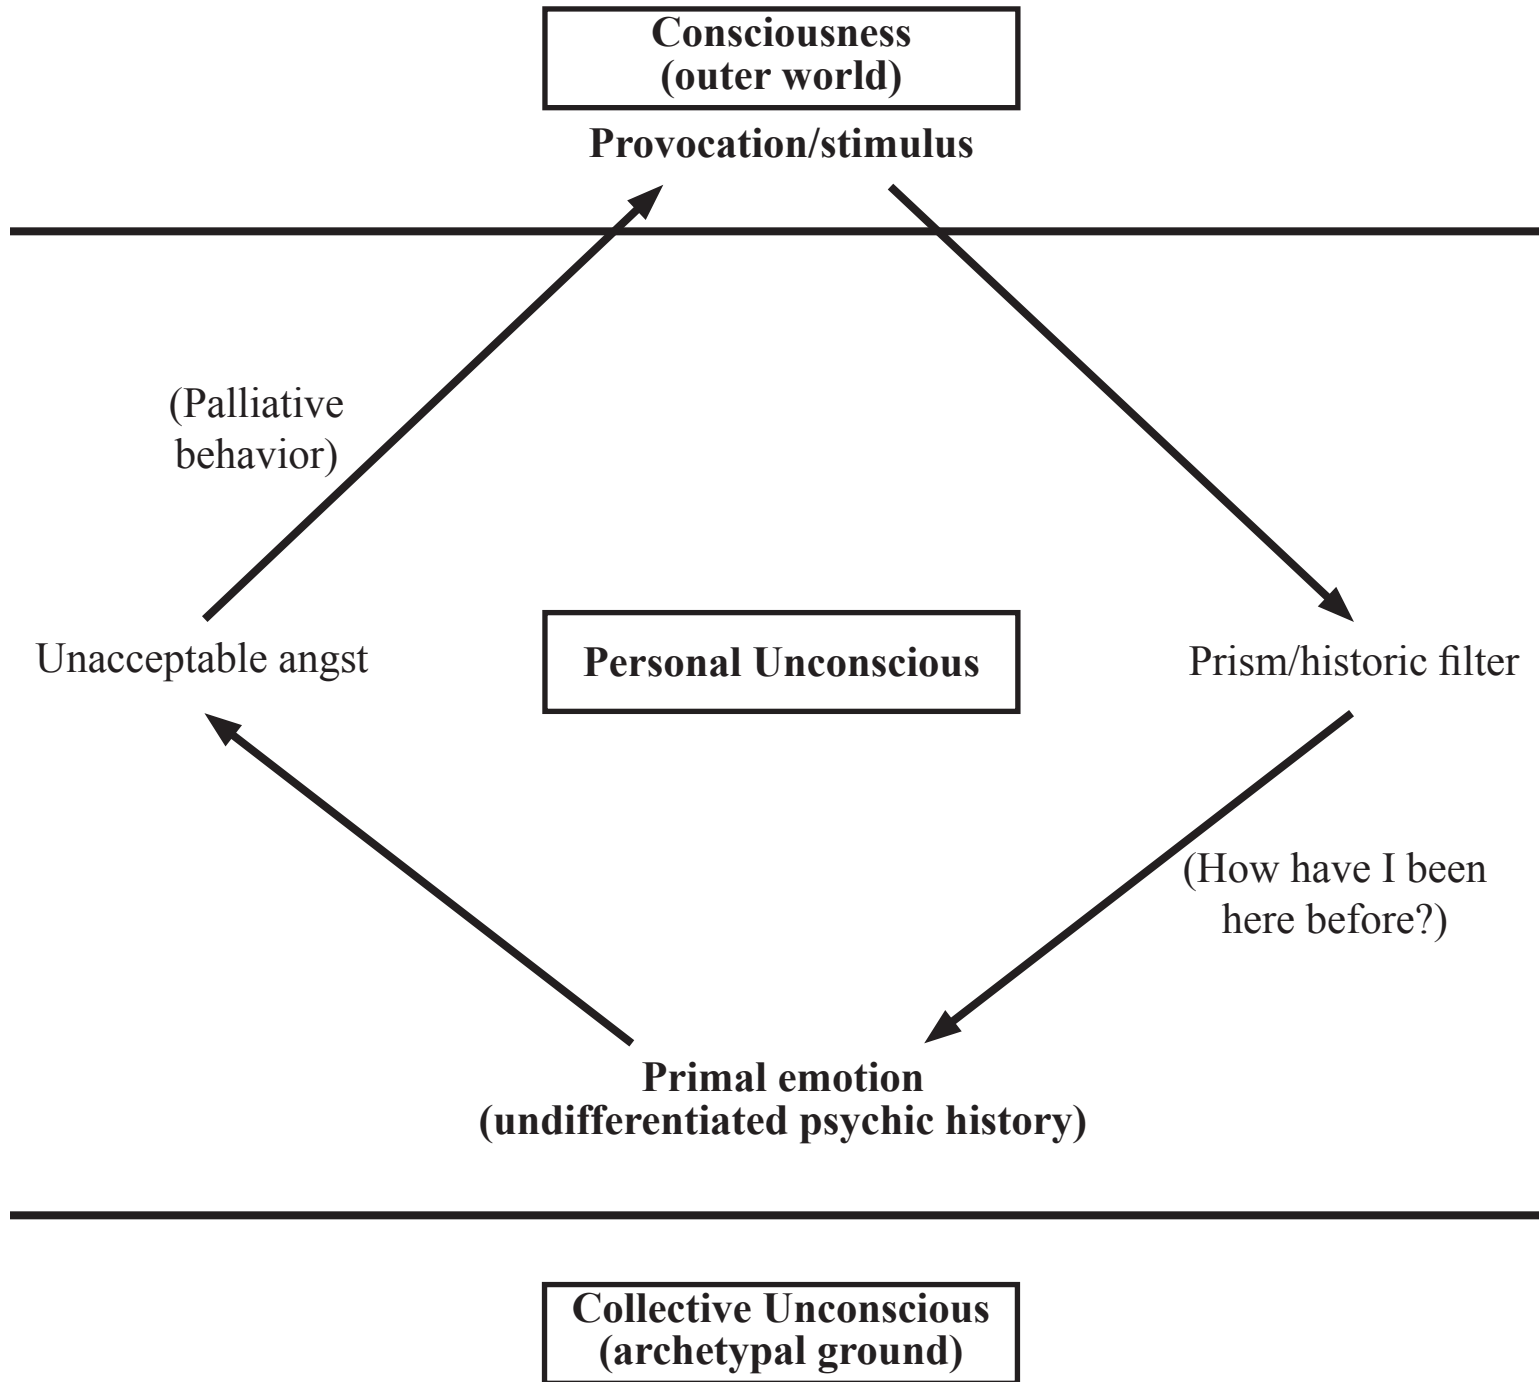 Consciousness
(outer world)
Provocation/stimulus
(Palliative
behavior)
Unacceptable angst
Personal Unconscious
Prism/historic filter
(How have I been
here before?)
Primal emotion
(undifferentiated psychic history)
Collective Unconscious
(archetypal ground)